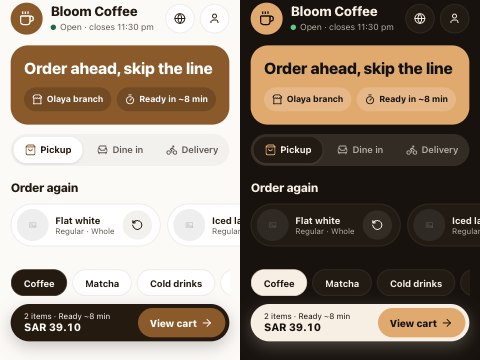 Bloom Coffee
Open · closes 11:30 pm
Order ahead, skip the line
Olaya branch
Ready in ~8 min
Pickup
Dine in
Delivery
Order again
Flat white
Regular · Whole
Iced
Regular
Coffee
Matcha
Cold drinks
2 items · Ready ~8 min
SAR 39.10
View cart
Bloom Coffee
Open · closes 11:30 pm
Order ahead, skip the line
Olaya branch
Ready in ~8 min
Pickup
Dine in
Delivery
Order again
Flat white
Regular · Whole
Iced la
Regular
Coffee
Matcha
Cold drinks
2 items · Ready ~8 min
SAR 39.10
View cart